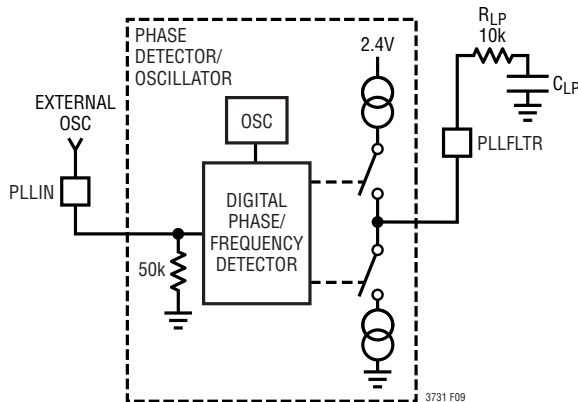 PHASE
DETECTOR/
OSCILLATOR
2.4V
RLP
10k
CLP
EXTERNAL
OSC
OSC
PLLFLTR
PLLIN
DIGITAL
PHASE/
FREQUENCY
DETECTOR
50k
3731 F09